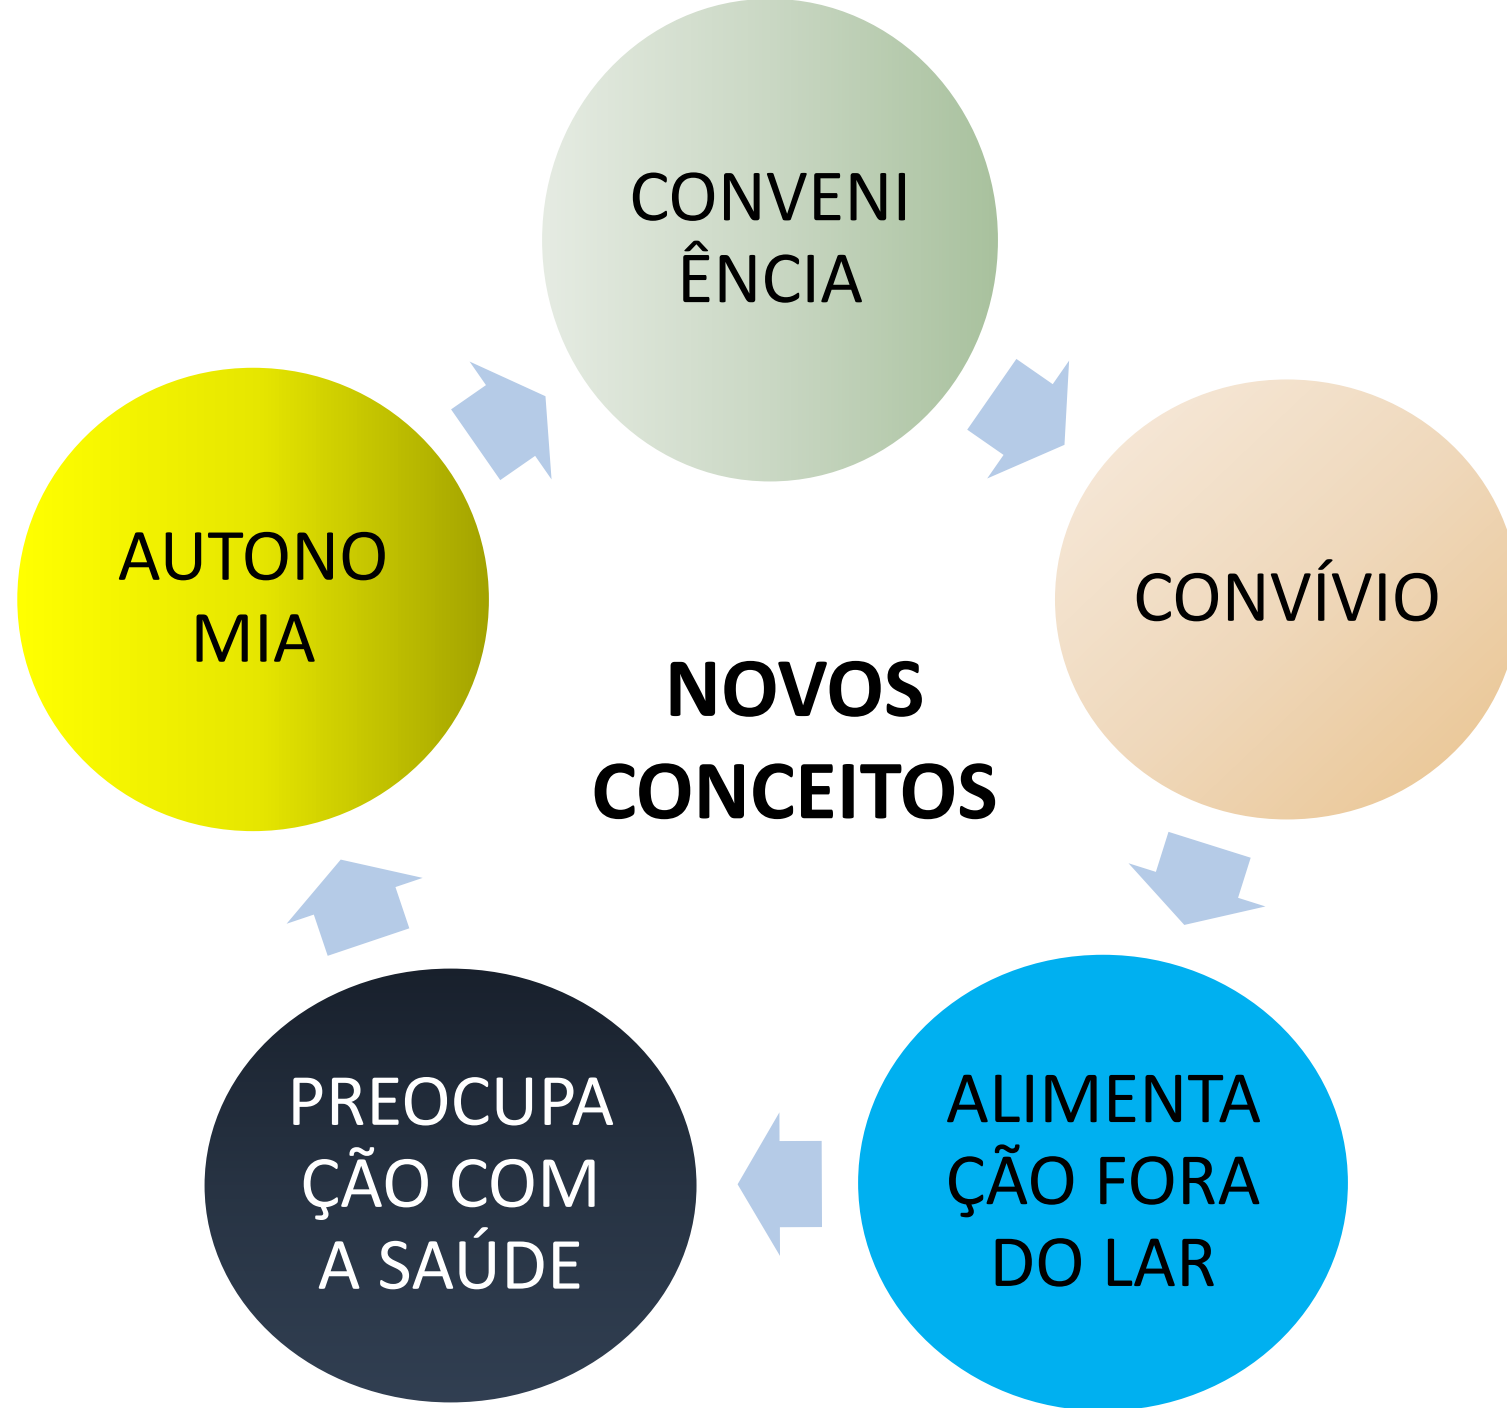 CONVENI
ÊNCIA
CONVÍVIO
ALIMENTA
ÇÃO FORA
DO LAR
PREOCUPA
ÇÃO COM
A SAÚDE
AUTONO
MIA
NOVOS
CONCEITOS